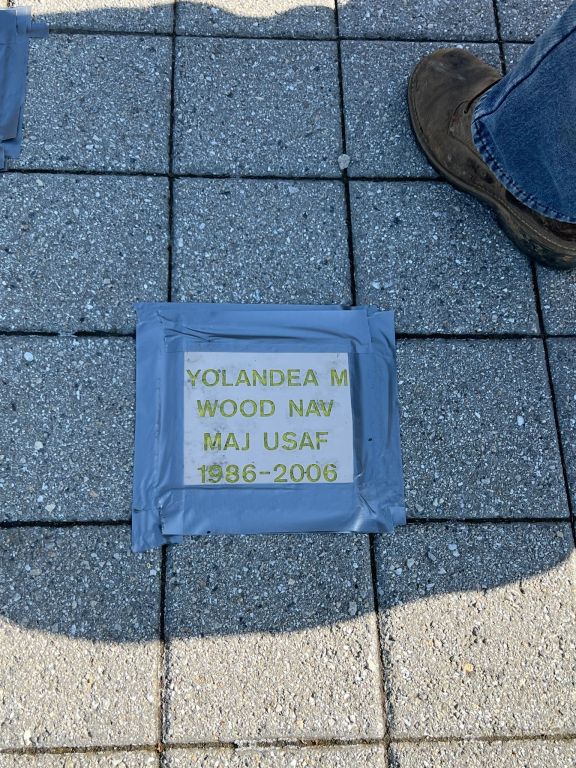 YOLANDEA M
WOOD NAV
MAJ USAF
1986-2006